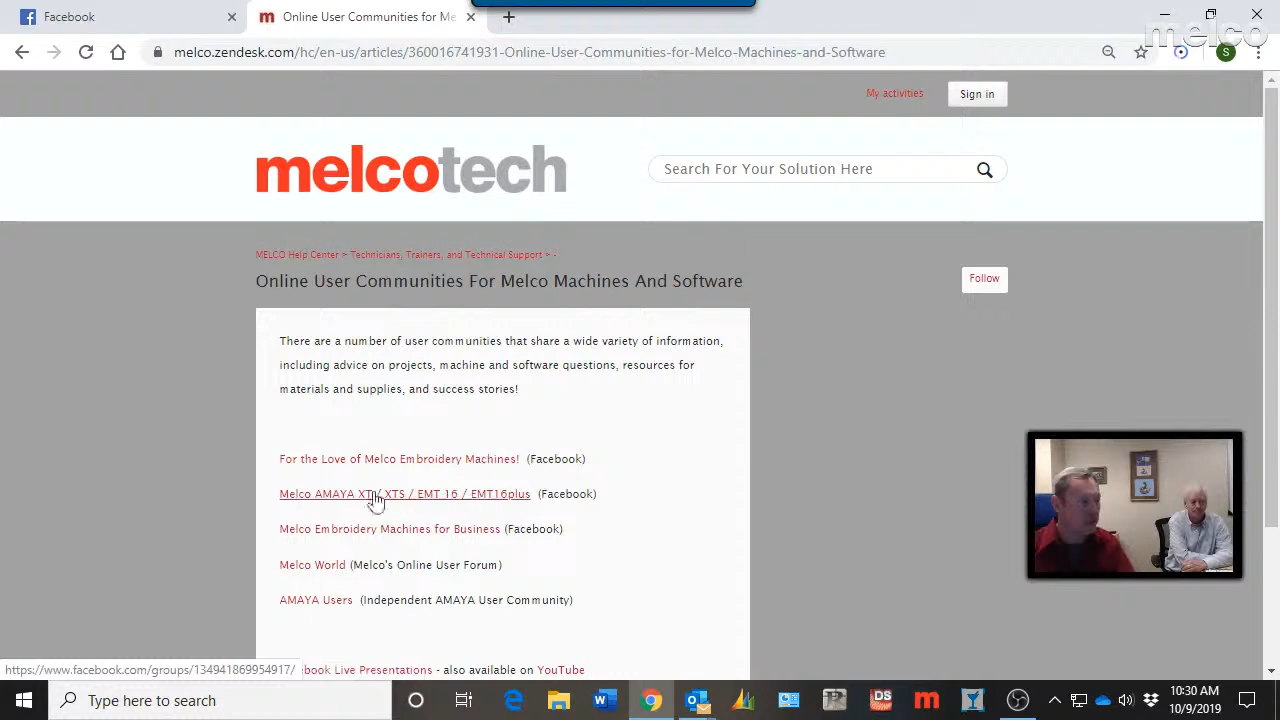 Facebook
Online User Communities for Me
melco
melco.zendesk.com/hc/en-us/articles/360016741931-Online-User-Communities-for-Melco-Machines-and-Software
S
My activities
Sign in
melcotech
Search For Your Solution Here
MELCO Help Center > Technicians, Trainers, and Technical Support > -
Online User Communities For Melco Machines And Software
Follow
There are a number of user communities that share a wide variety of information,
including advice on projects, machine and software questions, resources for
materials and supplies, and success stories!
For the Love of Melco Embroidery Machines! (Facebook)
Melco AMAYA XT / XTS / EMT 16 / EMT16plus (Facebook)
Melco Embroidery Machines for Business (Facebook)
Melco World (Melco's Online User Forum)
AMAYA Users (Independent AMAYA User Community)
https://www.facebook.com/groups/134941869954917/
book Live Presentations - also available on YouTube
Type here to search
DS
10:30 AM
10/9/2019